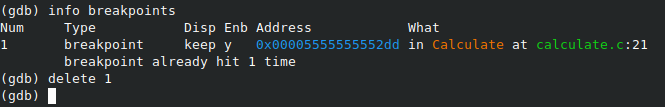 (gdb) info breakpoints
Num     Type           Disp Enb Address            What
1       breakpoint     keep y   0x00005555555552dd in Calculate at calculate.c:21
        breakpoint already hit 1 time
(gdb) delete 1
(gdb)